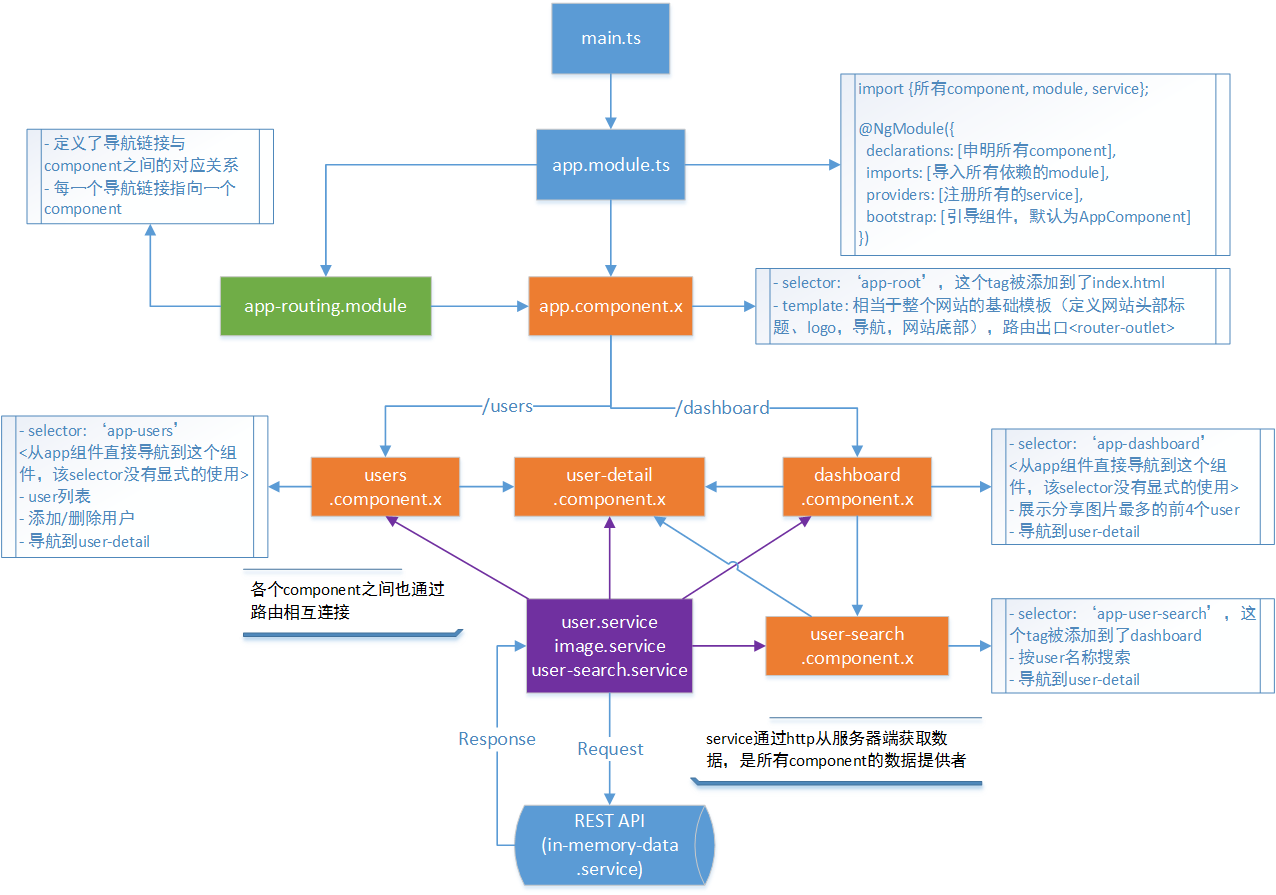 main.ts
import {所有component, module, service};
@NgModule({
declarations: [申明所有component],
imports: [导入所有依赖的module],
providers: [注册所有的service],
bootstrap: [引导组件，默认为AppComponent]
})
- 定义了导航链接与
component之间的对应关系
- 每一个导航链接指向一个
component
app.module.ts
app-routing.module
app.component.x
- selector: ‘app-root’，这个tag被添加到了index.html
- template: 相当于整个网站的基础模板（定义网站头部标
题、logo，导航，网站底部），路由出口<router-outlet>
/users
/dashboard
- selector: ‘app-users’
<从app组件直接导航到这个组
件，该selector没有显式的使用>
- user列表
- 添加/删除用户
- 导航到user-detail
users
.component.x
user-detail
.component.x
dashboard
.component.x
- selector: ‘app-dashboard’
<从app组件直接导航到这个组
件，该selector没有显式的使用>
- 展示分享图片最多的前4个user
- 导航到user-detail
各个component之间也通过
路由相互连接
user.service
image.service
user-search.service
user-search
.component.x
- selector: ‘app-user-search’，这
个tag被添加到了dashboard
- 按user名称搜索
- 导航到user-detail
Response
Request
service通过http从服务器端获取数
据，是所有component的数据提供者
REST API
(in-memory-data
.service)